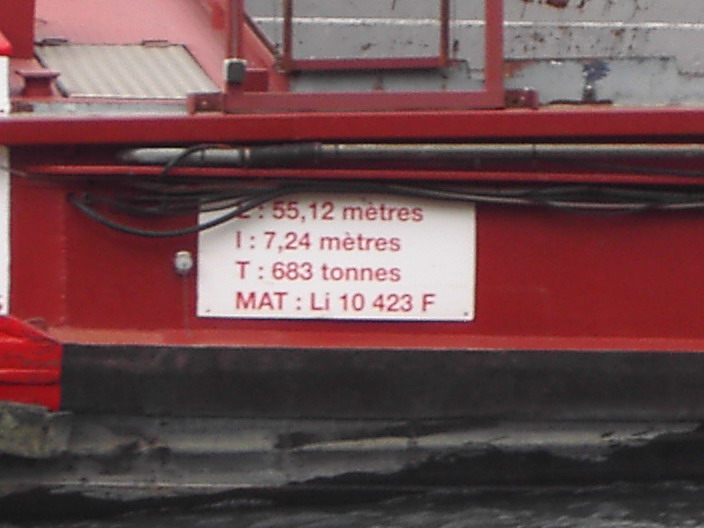 L : 55,12 mètres
l : 7,24 mètres
T : 683 tonnes
MAT : Li 10 423 F